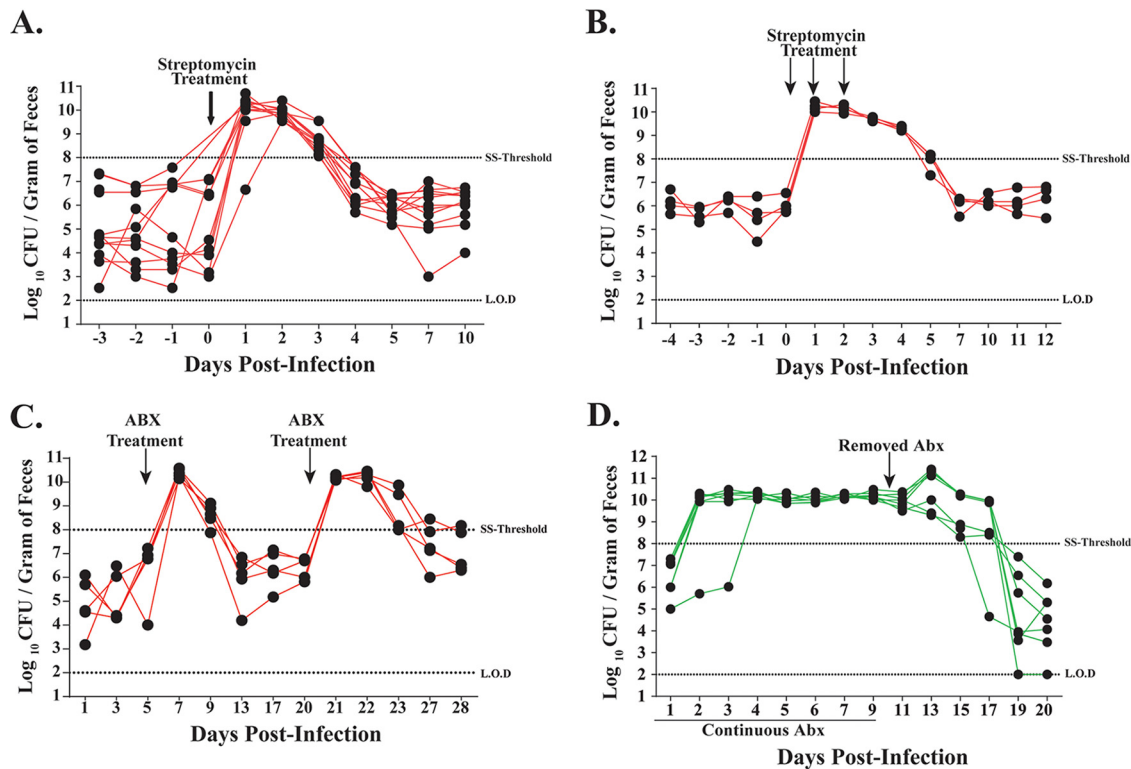 A.
Streptomycin
Treatment
Log 10 CFU / Gram of Feces
11
10
9
8
7
6
5
4
3
2
1
SS-Threshold
L.O.D
-3 -2 -1 0 1 2 3 4 5 7 10
Days Post-Infection
B.
Streptomycin
Treatment
Log 10 CFU / Gram of Feces
11
10
9
8
7
6
5
4
3
2
1
SS-Threshold
L.O.D
-4 -3 -2 -1 0 1 2 3 4 5 7 10 11 12
Days Post-Infection
C.
ABX
Treatment
ABX
Treatment
Log 10 CFU / Gram of Feces
11
10
9
8
7
6
5
4
3
2
1
SS-Threshold
L.O.D
1 3 5 7 9 13 17 20 21 22 23 27 28
Days Post-Infection
D.
Removed Abx
Log 10 CFU / Gram of Feces
12
11
10
9
8
7
6
5
4
3
2
1
SS-Threshold
L.O.D
1 2 3 4 5 6 7 9 11 13 15 17 19 20
Continuous Abx
Days Post-Infection